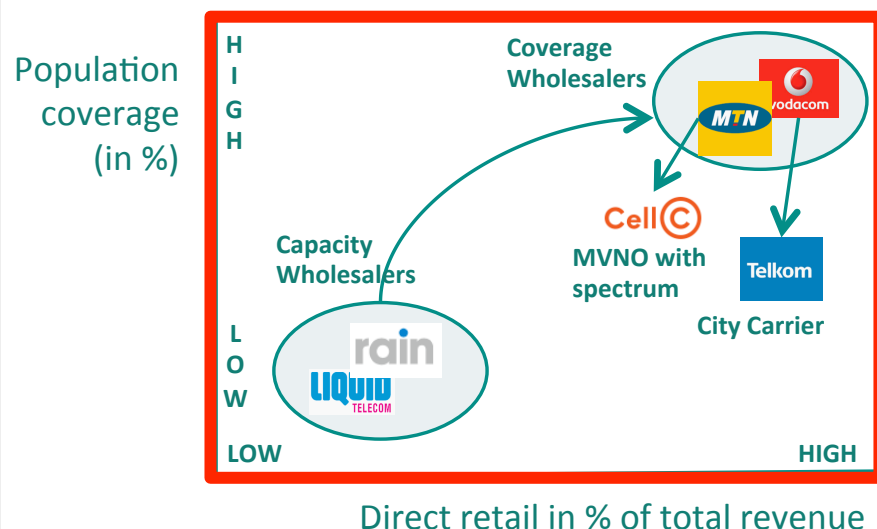 Population
coverage
(in %)
H
I
G
H
Coverage
Wholesalers
MTN
vodacom
Cell C
MVNO with
spectrum
Telkom
City Carrier
Capacity
Wholesalers
rain
LIQUID
TELECOM
L
O
W
LOW
HIGH
Direct retail in % of total revenue